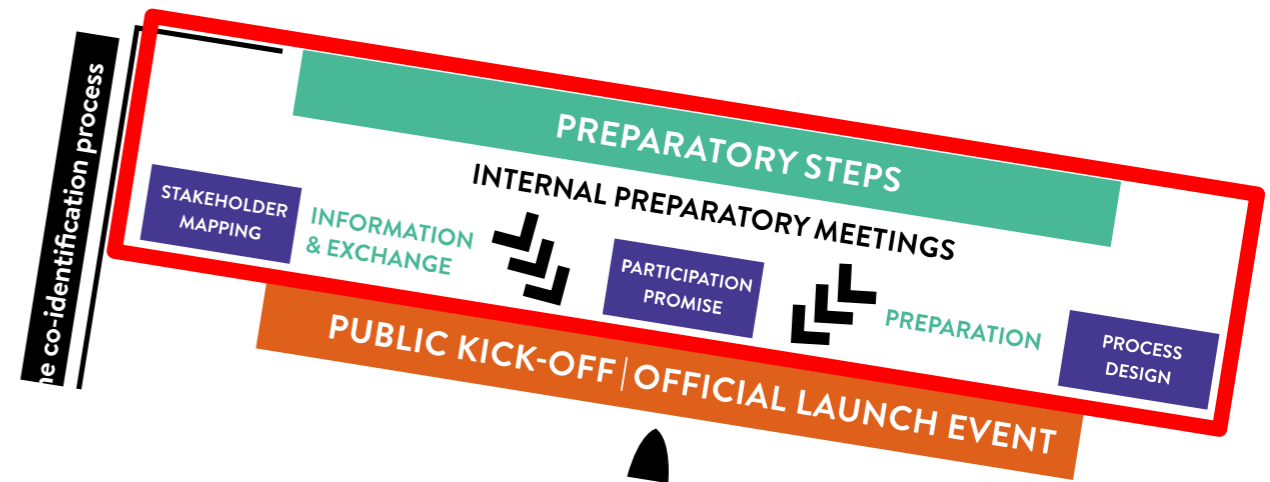 he co-identification process
PREPARATORY STEPS
INTERNAL PREPARATORY MEETINGS
STAKEHOLDER
MAPPING
INFORMATION
& EXCHANGE
PARTICIPATION
PROMISE
PREPARATION
PROCESS
DESIGN
PUBLIC KICK-OFF | OFFICIAL LAUNCH EVENT